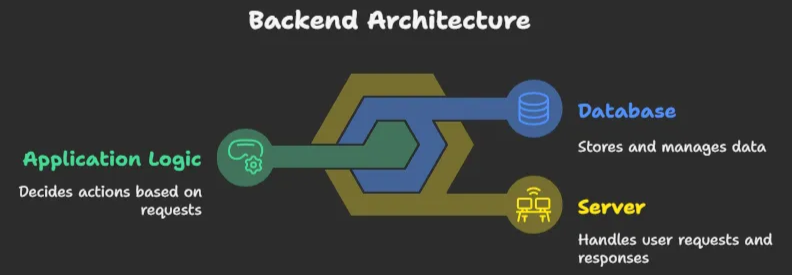 Backend Architecture
Application Logic
Decides actions based on
requests
Database
Stores and manages data
Server
Handles user requests and
responses